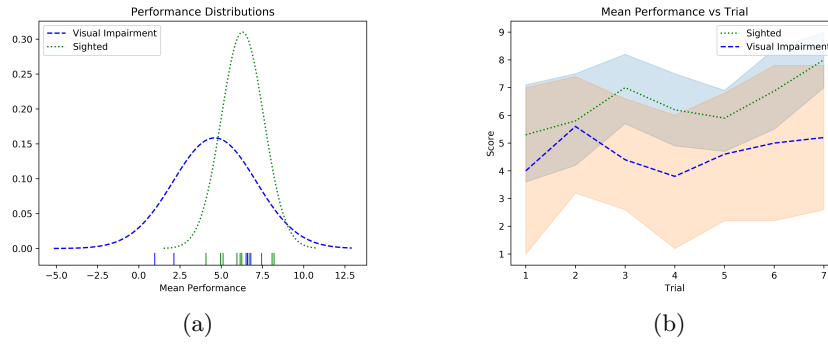 Performance Distributions
Visual Impairment
Sighted
0.30
0.25
0.20
0.15
0.10
0.05
0.00
−5.0 −2.5 0.0 2.5 5.0 7.5 10.0 12.5
Mean Performance
(a)
Mean Performance vs Trial
Sighted
Visual Impairment
9
8
7
6
5
4
3
2
1
Score
1 2 3 4 5 6 7
Trial
(b)